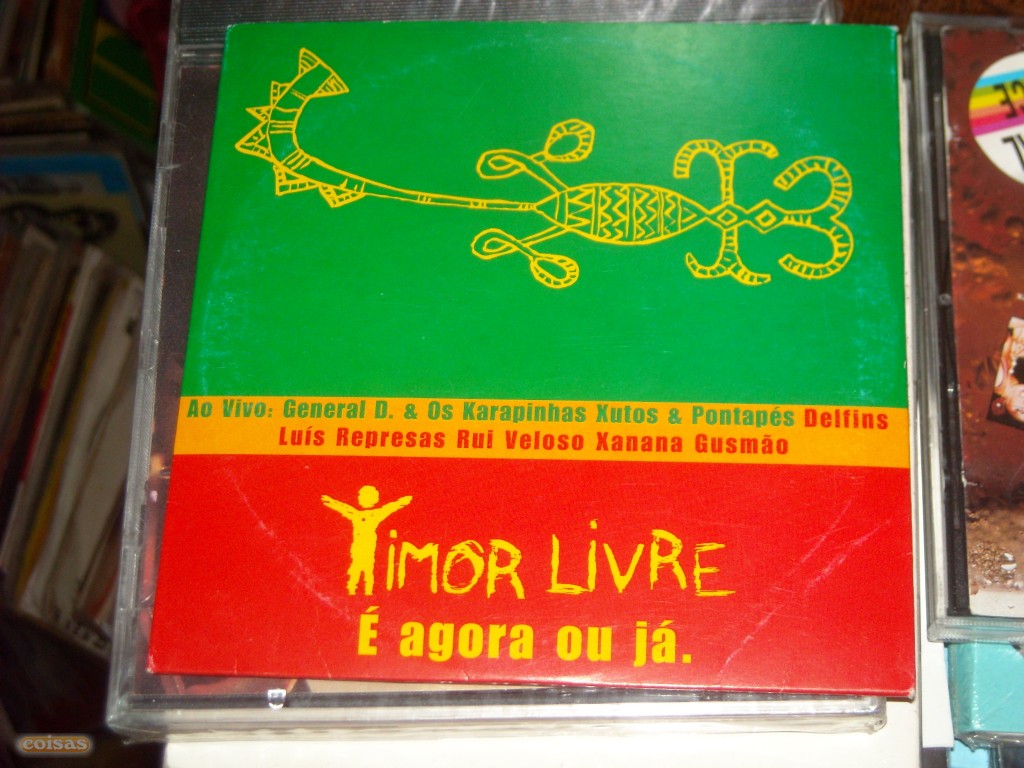 Ao Vivo: General D. & Os Karapinhas Xutos & Pontapés Delfins
Luís Represas Rui Veloso Xanana Gusmão
TIMOR LIVRE
É agora ou já.
coisas